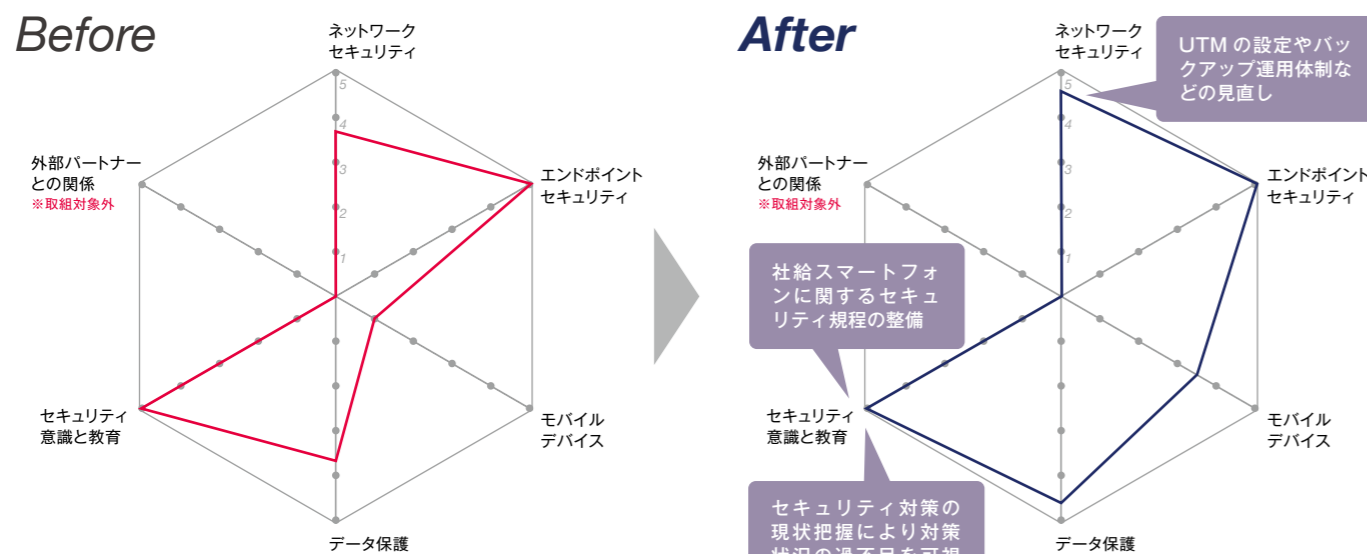 Before
ネットワーク
セキュリティ
5
4
3
2
1
外部パートナー
との関係
※取組対象外
エンドポイント
セキュリティ
セキュリティ
意識と教育
モバイル
デバイス
データ保護
After
ネットワーク
セキュリティ
UTM の設定やバッ
クアップ運用体制な
どの見直し
5
4
3
2
1
外部パートナー
との関係
※取組対象外
エンドポイント
セキュリティ
社給スマートフォ
ンに関するセキュ
リティ規程の整備
セキュリティ
意識と教育
モバイル
デバイス
セキュリティ対策の
現状把握により対策
状況の過不足を可視
データ保護